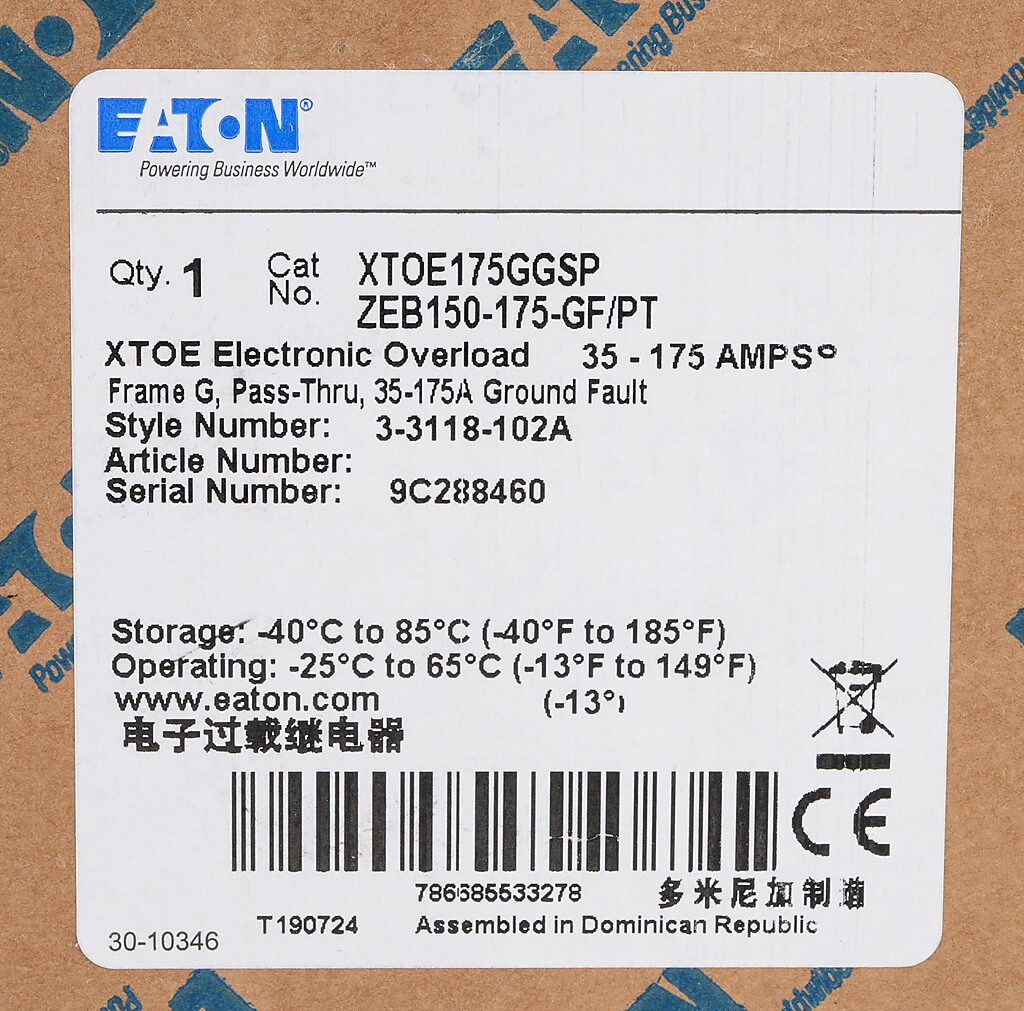 EATON®
Powering Business Worldwide™
Qty. 1 Cat No. XTOE175GGSP
ZEB150-175-GF/PT
XTOE Electronic Overload 35 - 175 AMPS°
Frame G, Pass-Thru, 35-175A Ground Fault
Style Number: 3-3118-102A
Article Number:
Serial Number: 9C288460
Storage: -40°C to 85°C (-40°F to 185°F)
Operating: -25°C to 65°C (-13°F to 149°F)
www.eaton.com (-13°
电子过载继电器
CE
786685533278
多米尼加制造
T190724 Assembled in Dominican Republic
30-10346